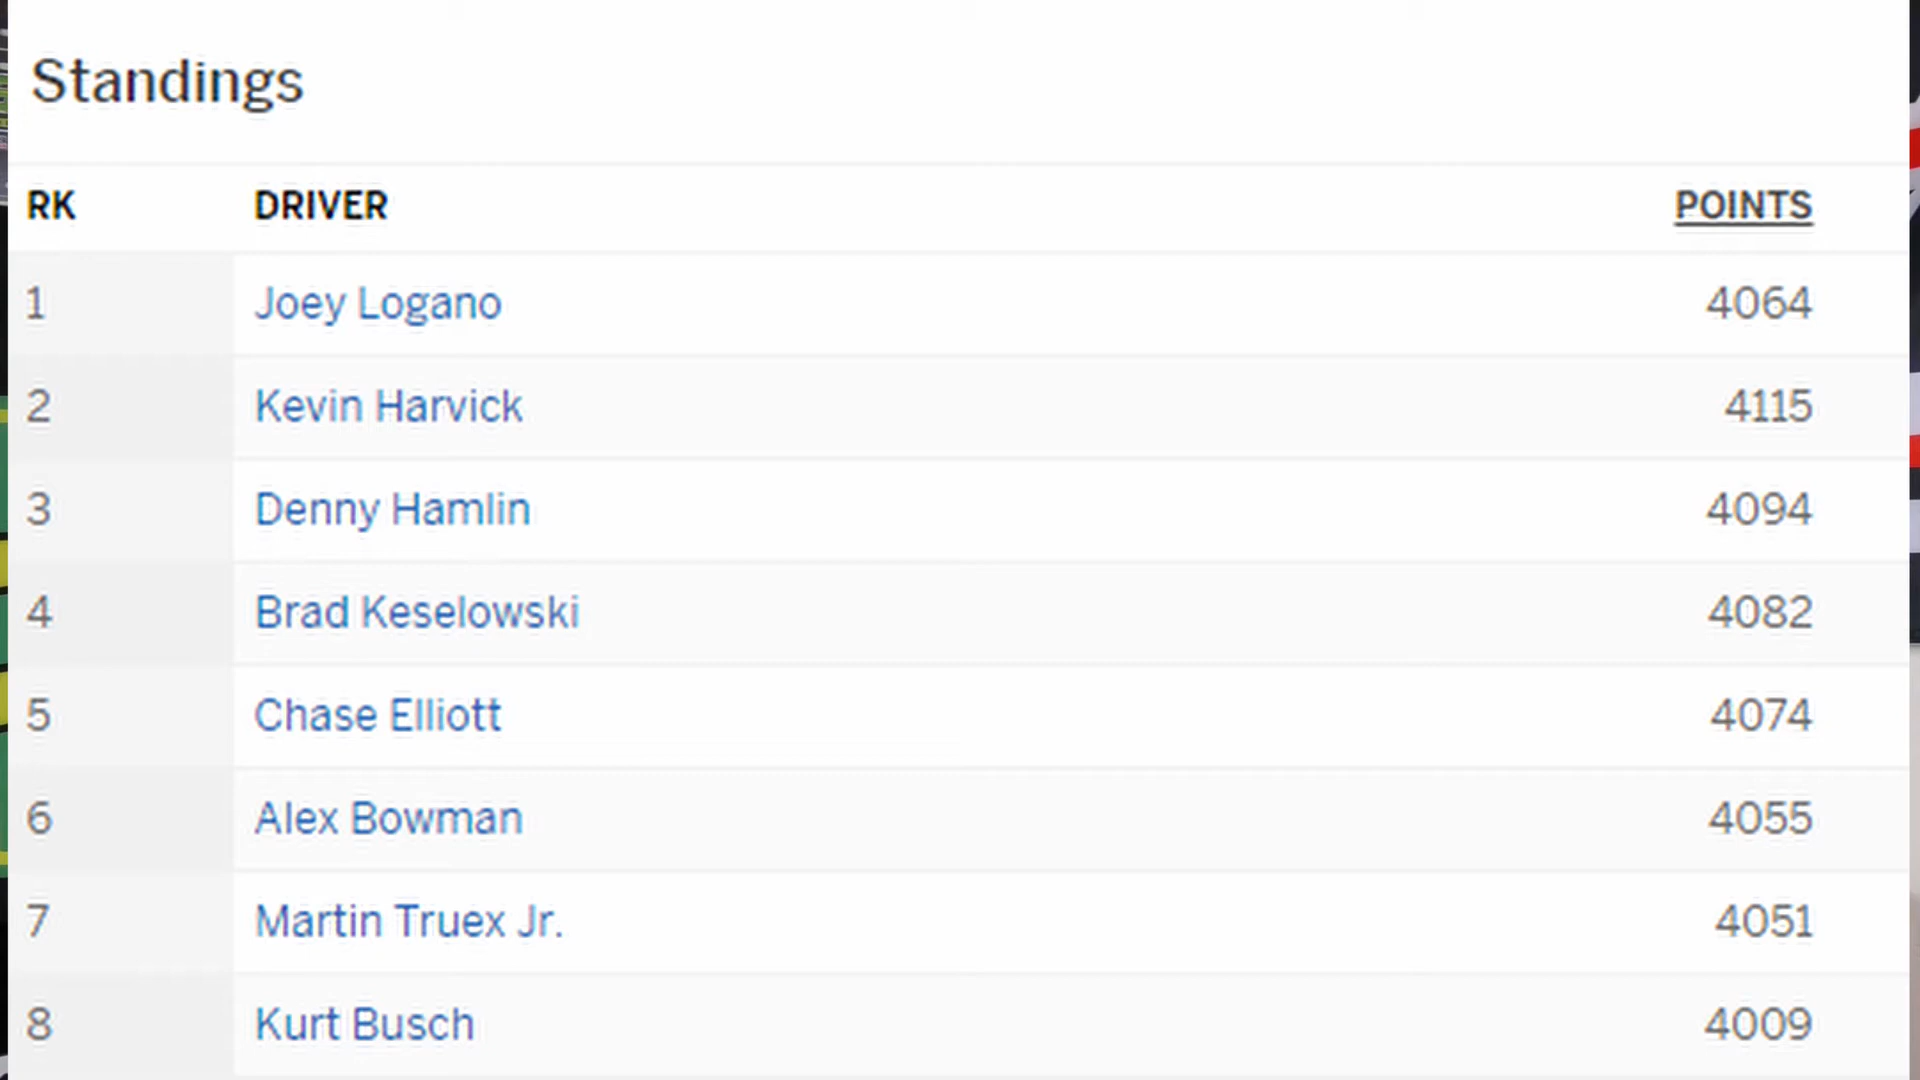 Standings
RK DRIVER POINTS
1 Joey Logano 4064
2 Kevin Harvick 4115
3 Denny Hamlin 4094
4 Brad Keselowski 4082
5 Chase Elliott 4074
6 Alex Bowman 4055
7 Martin Truex Jr. 4051
8 Kurt Busch 4009